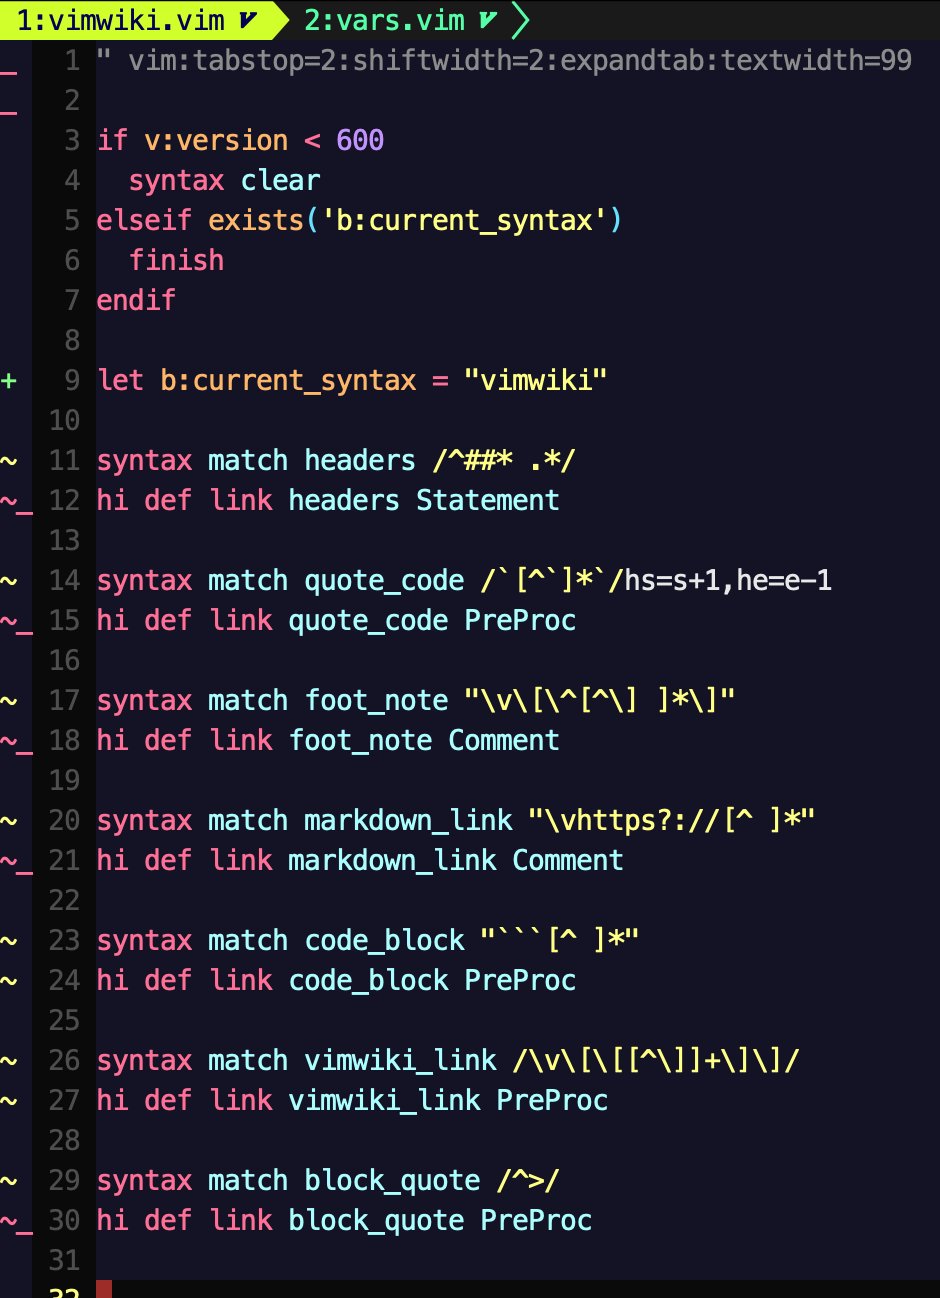 1:vimwiki.vim 2:vars.vim
1 " vim:tabstop=2:shiftwidth=2:expandtab:textwidth=99
2
3 if v:version < 600
4   syntax clear
5 elseif exists('b:current_syntax')
6   finish
7 endif
8
+ 9 let b:current_syntax = "vimwiki"
10
~ 11 syntax match headers /^##* .*/
~_ 12 hi def link headers Statement
13
~ 14 syntax match quote_code /`[^`]*`/hs=s+1,he=e-1
~_ 15 hi def link quote_code PreProc
16
~ 17 syntax match foot_note "\v\[\^[^\] ]*\]"
~_ 18 hi def link foot_note Comment
19
~ 20 syntax match markdown_link "\vhttps?://[^ ]*"
~_ 21 hi def link markdown_link Comment
22
~ 23 syntax match code_block "```[^ ]*"
~ 24 hi def link code_block PreProc
25
~ 26 syntax match vimwiki_link /\v\[\[[^\]]+\]\]/
~ 27 hi def link vimwiki_link PreProc
28
~ 29 syntax match block_quote /^>/
~_ 30 hi def link block_quote PreProc
31
32